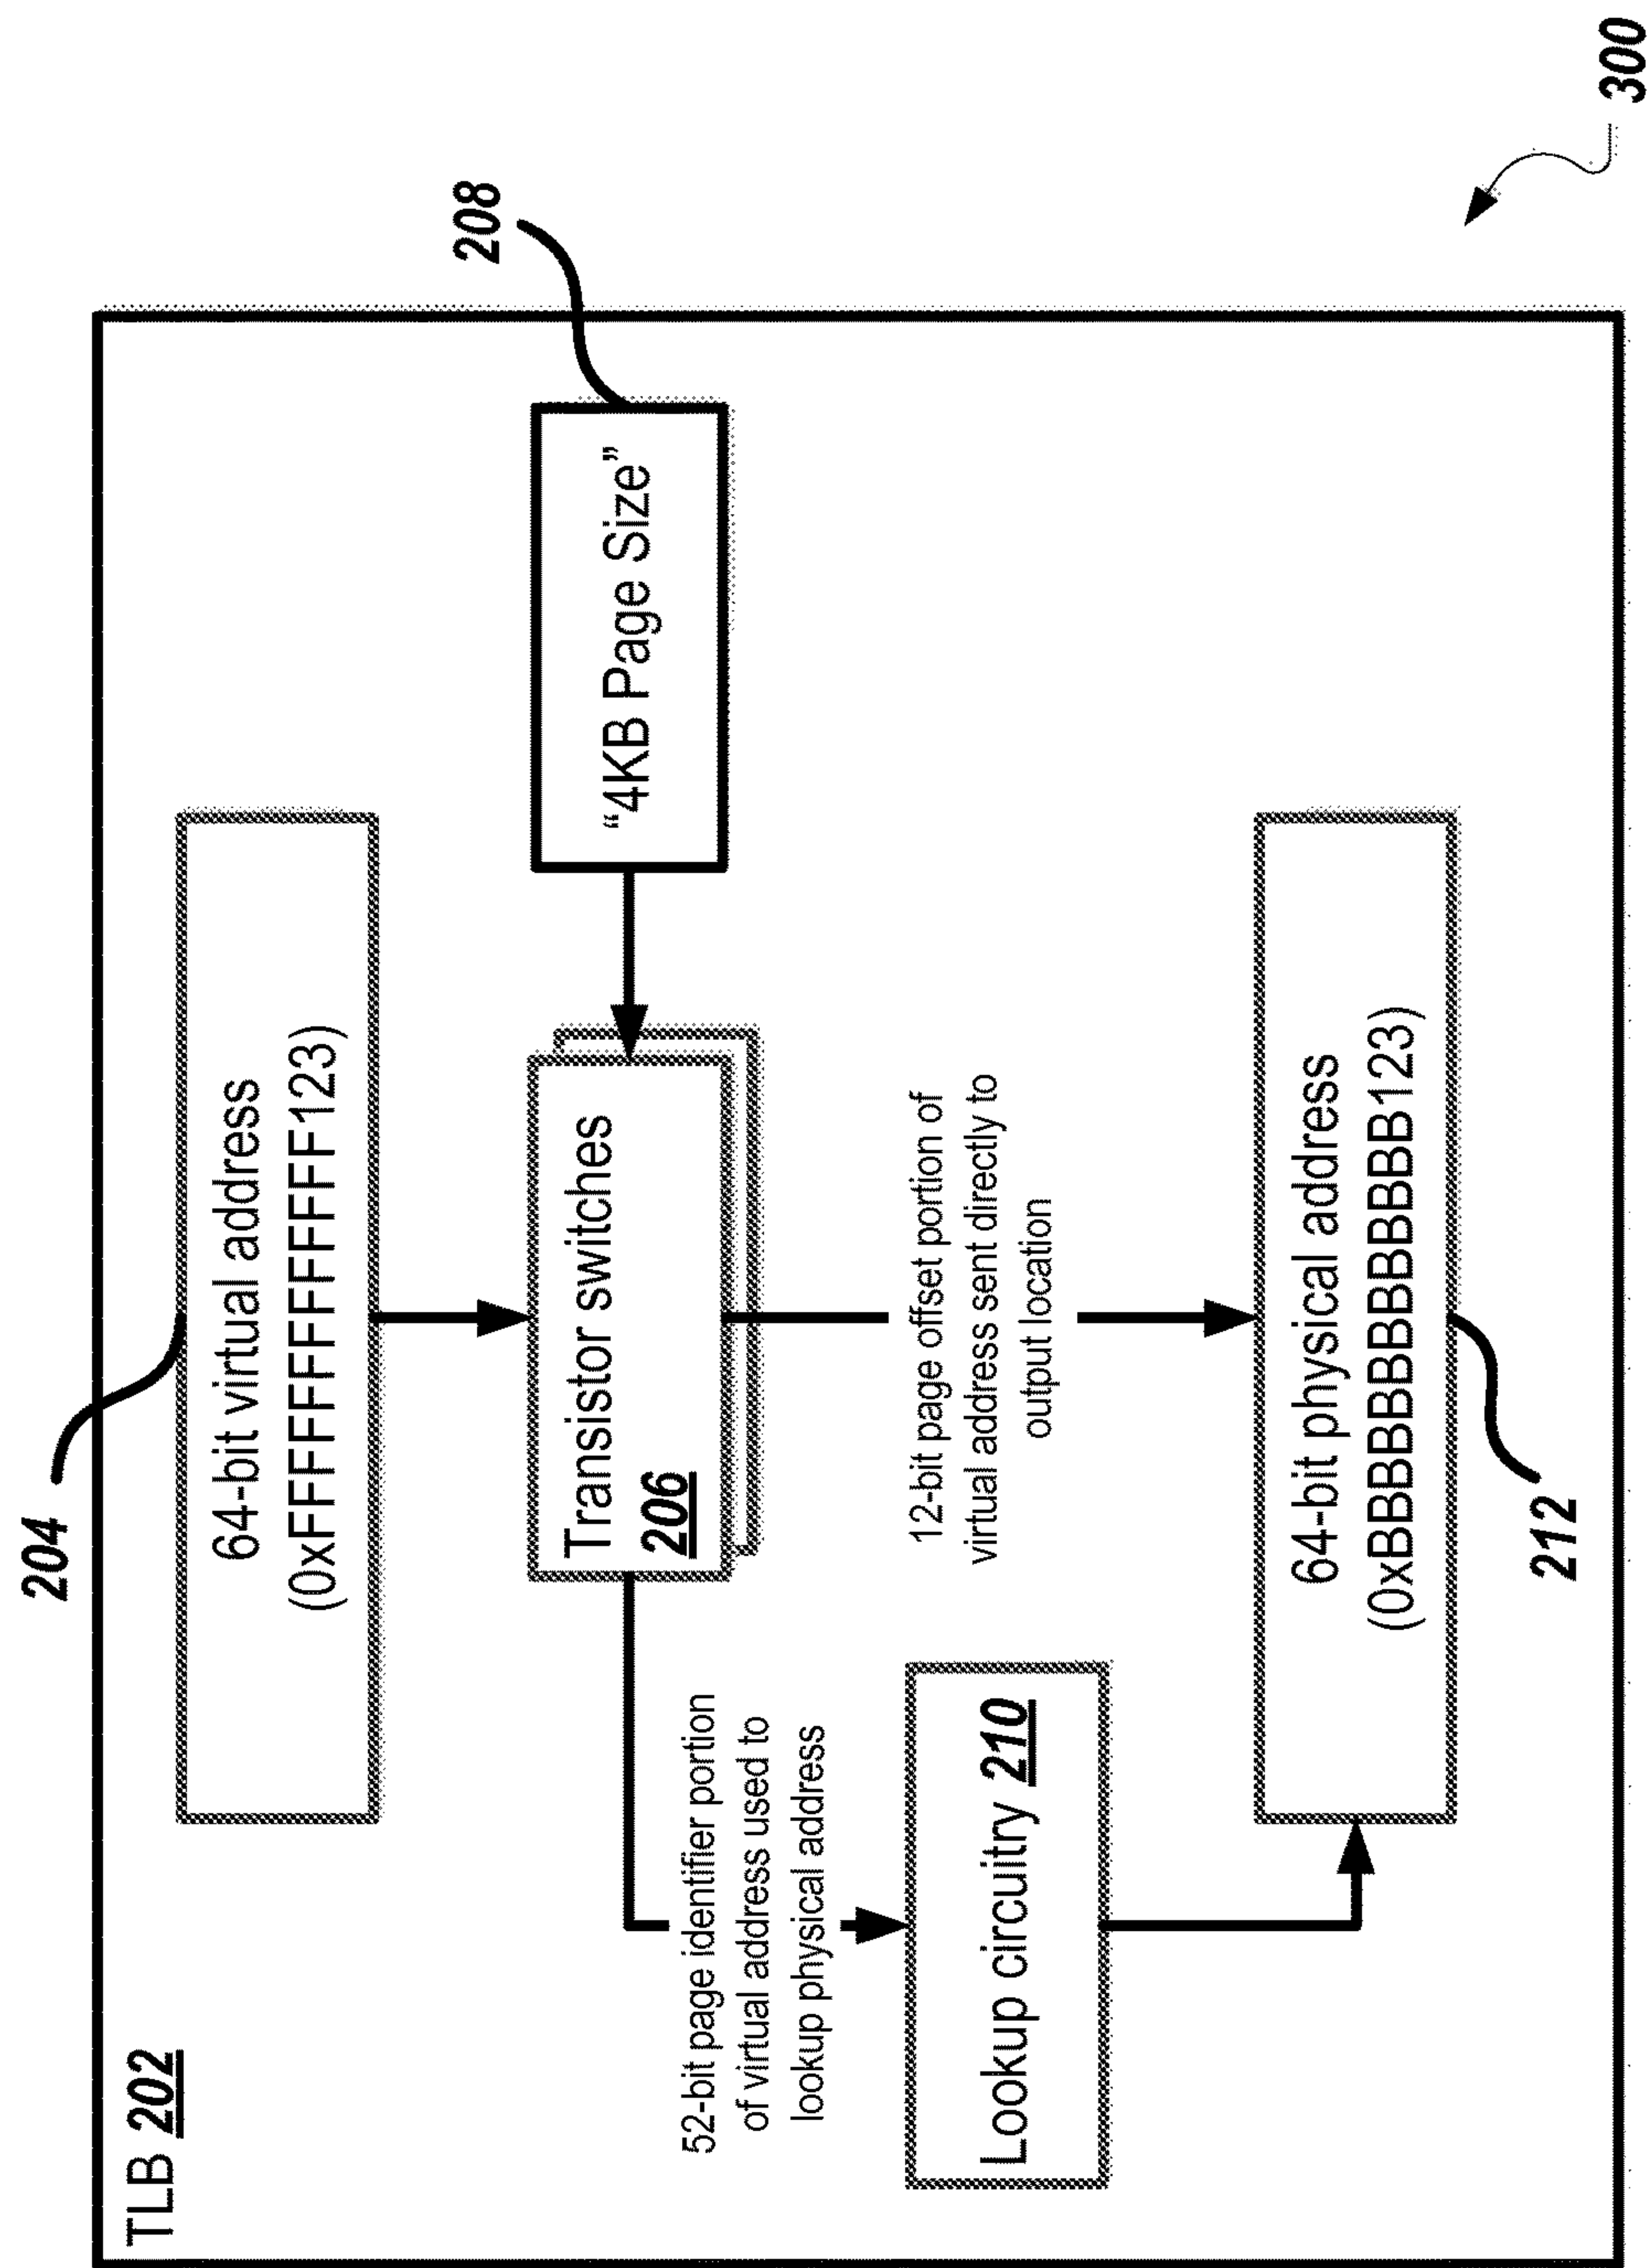 TLB 202
204
64-bit virtual address
(0xFFFFFFFFFFFFF123)
208
Transistor switches
206
“4KB Page Size”
52-bit page identifier portion
of virtual address used to
lookup physical address
12-bit page offset portion of
virtual address sent directly to
output location
Lookup circuitry 210
64-bit physical address
(0xBBBBBBBBBBBBB123)
212
300